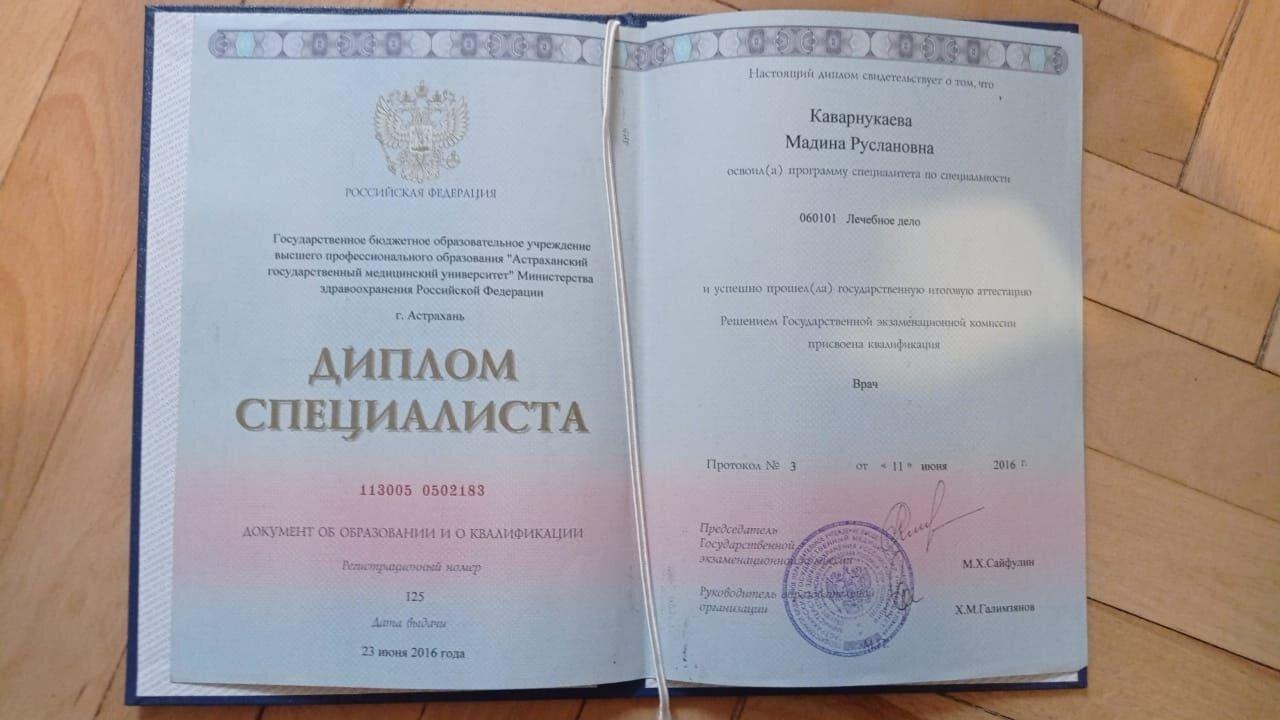 РОССИЙСКАЯ ФЕДЕРАЦИЯ
Государственное бюджетное образовательное учреждение
высшего профессионального образования "Астраханский
государственный медицинский университет" Министерства
здравоохранения Российской Федерации
г. Астрахань
ДИПЛОМ
СПЕЦИАЛИСТА
113005 0502183
ДОКУМЕНТ ОБ ОБРАЗОВАНИИ И О КВАЛИФИКАЦИИ
Регистрационный номер
125
Дата выдачи
23 июня 2016 года
Настоящий диплом свидетельствует о том, что
Каварнукаева
Мадина Руслановна
освоил(а) программу специалитета по специальности
060101 Лечебное дело
и успешно прошел(ла) государственную итоговую аттестацию
Решением Государственной экзаменационной комиссии
присвоена квалификация
Врач
Протокол № 3 от « 11 » июня 2016 г.
Председатель
Государственной
экзаменационной
М.Х.Сайфулин
Руководитель образовательной
организации
Х.М.Галимзянов